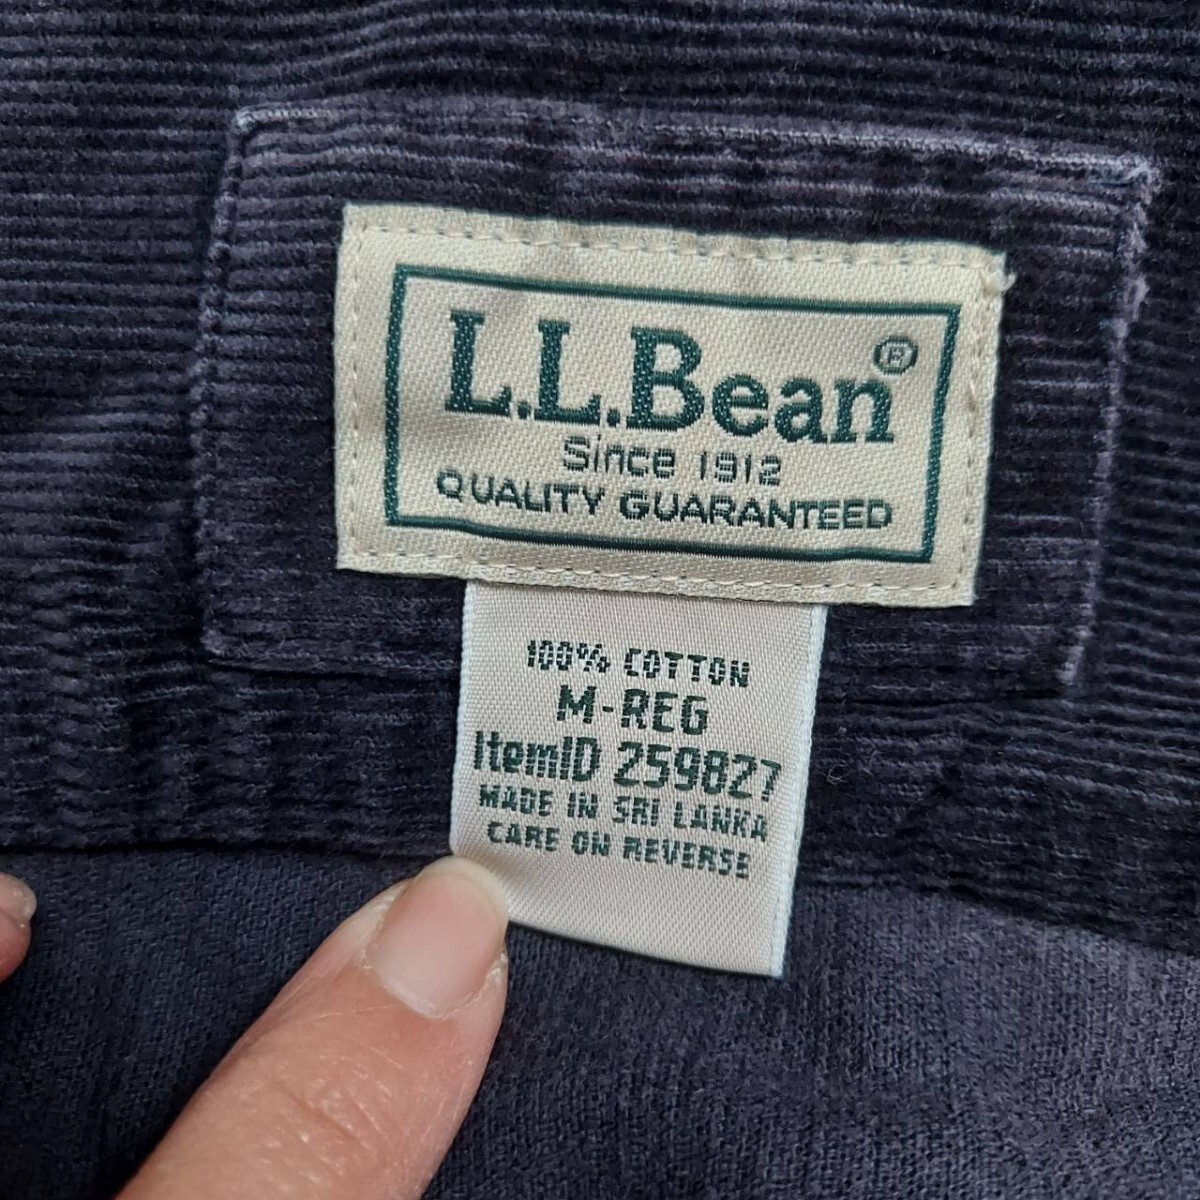 L.L.Bean®
Since 1912
QUALITY GUARANTEED
100% COTTON
M-REG
ItemID 259827
MADE IN SRI LANKA
CARE ON REVERSE